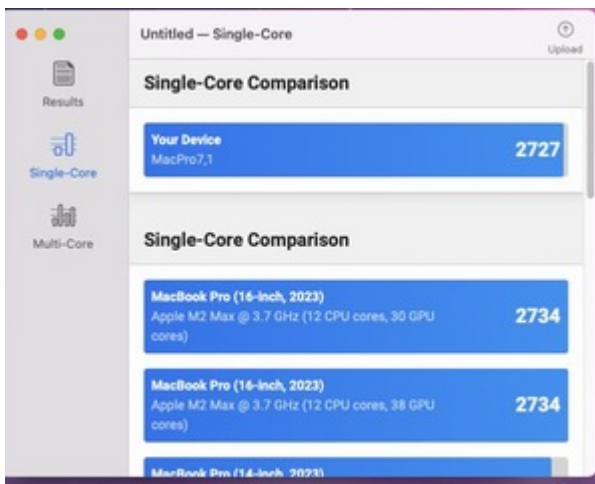 Untitled — Single-Core
Upload
Results
Single-Core
Multi-Core
Single-Core Comparison
Your Device
MacPro7,1
2727
Single-Core Comparison
MacBook Pro (16-inch, 2023)
Apple M2 Max @ 3.7 GHz (12 CPU cores, 30 GPU
cores)
2734
MacBook Pro (16-inch, 2023)
Apple M2 Max @ 3.7 GHz (12 CPU cores, 38 GPU
cores)
2734
MacBook Pro (14-inch, 2023)